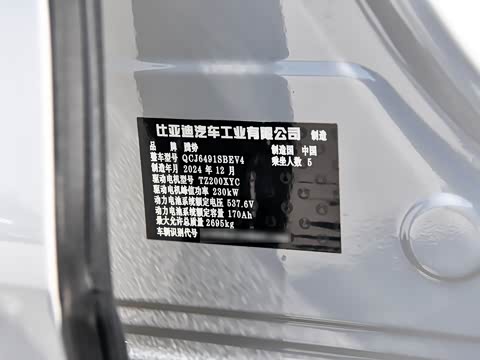 比亚迪汽车工业有限公司 制造
品 牌 腾势 制造国 中国
整车型号 QCJ6491SBEV4 乘坐人数 5
制造年月 2024 年 12 月
驱动电机型号 TZ200XYC
驱动电机峰值功率 230kW
动力电池系统额定电压 537.6V
动力电池系统额定容量 170Ah
最大允许总质量 2695kg
车辆识别代号